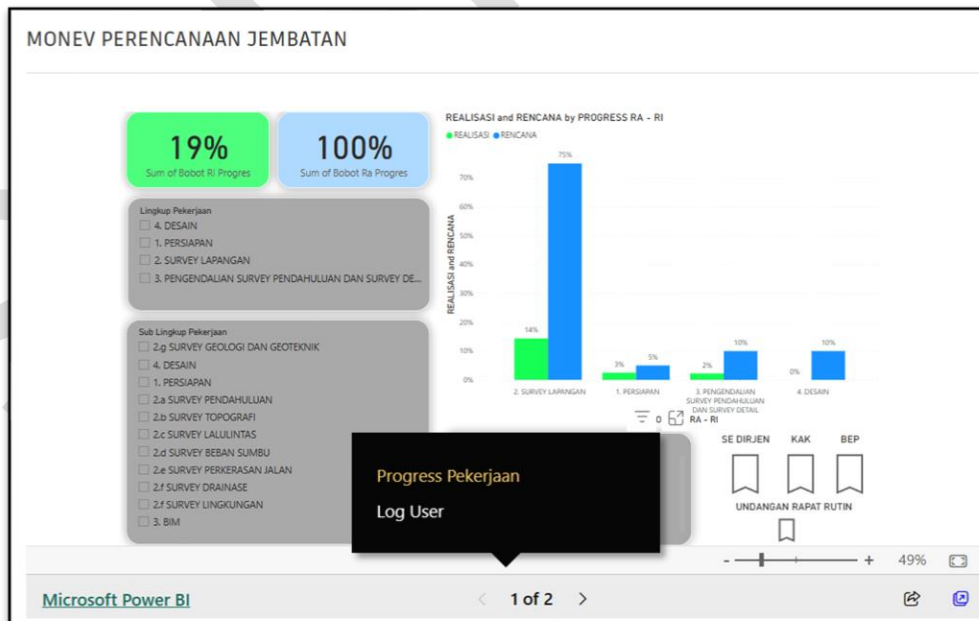 MONEV PERENCANAAN JEMBATAN
19%
Sum of Bobot Ri Progres
100%
Sum of Bobot Ra Progres
Lingkup Pekerjaan
4. DESAIN
1. PERSIAPAN
2. SURVEY LAPANGAN
3. PENGENDALIAN SURVEY PENDAHULUAN DAN SURVEY DE...
Sub Lingkup Pekerjaan
2.g SURVEY GEOLOGI DAN GEOTEKNIK
4. DESAIN
1. PERSIAPAN
2.a SURVEY PENDAHULUAN
2.b SURVEY TOPOGRAFI
2.c SURVEY LALULINTAS
2.d SURVEY BEBAN SUMBU
2.e SURVEY PERKERASAN JALAN
2.f SURVEY DRAINASE
2.f SURVEY LINGKUNGAN
3. BIM
REALISASI and RENCANA by PROGRESS RA - RI
REALISASI RENCANA
REALISASI and RENCANA
70%
60%
50%
40%
30%
20%
10%
0%
14%
75%
3%
5%
2%
10%
0%
10%
2. SURVEY LAPANGAN
1. PERSIAPAN
3. PENGENDALIAN
SURVEY PENDAHULUAN
DAN SURVEY DETAIL
4. DESAIN
RA - RI
SE DIRJEN KAK BEP
UNDANGAN RAPAT RUTIN
Progress Pekerjaan
Log User
- + 49%
Microsoft Power BI
1 of 2